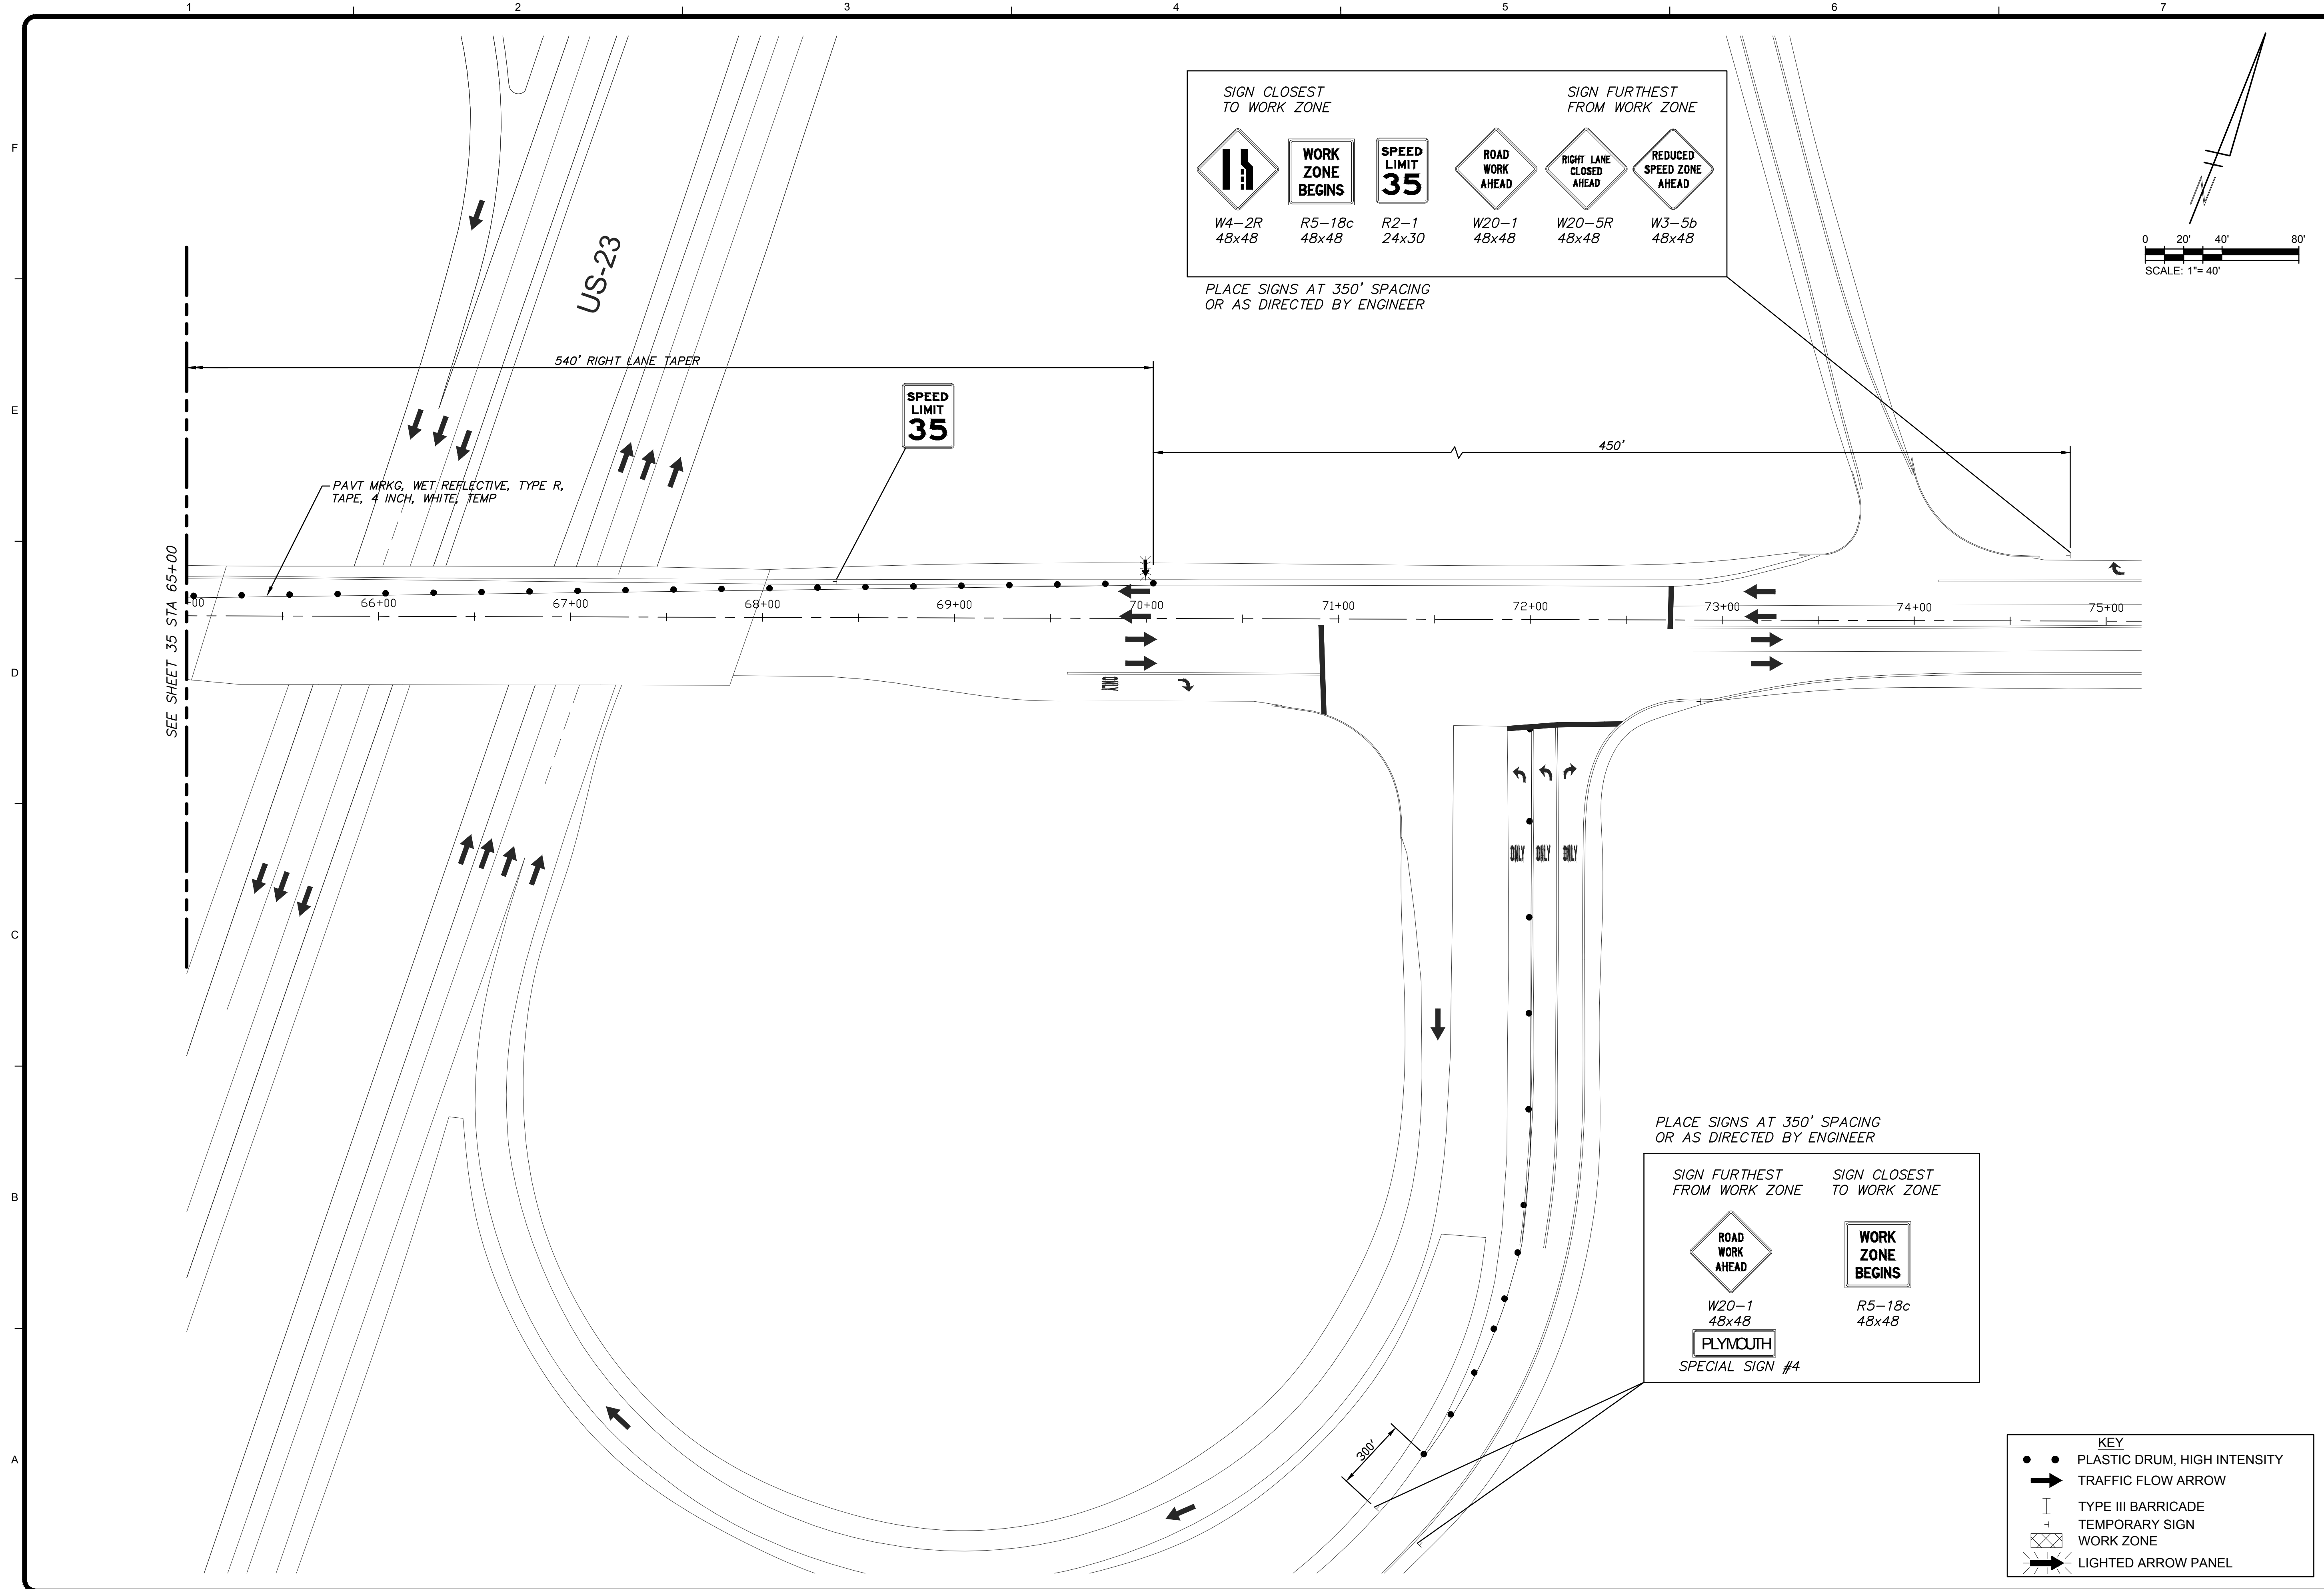 1 2 3 4 5 6 7
F
E
D
C
B
A
SIGN CLOSEST
TO WORK ZONE
SIGN FURTHEST
FROM WORK ZONE
WORK
ZONE
BEGINS
SPEED
LIMIT
35
ROAD
WORK
AHEAD
RIGHT LANE
CLOSED
AHEAD
REDUCED
SPEED ZONE
AHEAD
W4-2R
48x48
R5-18c
48x48
R2-1
24x30
W20-1
48x48
W20-5R
48x48
W3-5b
48x48
PLACE SIGNS AT 350' SPACING
OR AS DIRECTED BY ENGINEER
N
0 20' 40' 80'
SCALE: 1"= 40'
US-23
540' RIGHT LANE TAPER
SPEED
LIMIT
35
450'
PAVT MRKG, WET REFLECTIVE, TYPE R,
TAPE, 4 INCH, WHITE, TEMP
SEE SHEET 35 STA 65+00
+00 66+00 67+00 68+00 69+00 70+00 71+00 72+00 73+00 74+00 75+00
ONLY
ONLY ONLY ONLY
PLACE SIGNS AT 350' SPACING
OR AS DIRECTED BY ENGINEER
SIGN FURTHEST
FROM WORK ZONE
SIGN CLOSEST
TO WORK ZONE
ROAD
WORK
AHEAD
WORK
ZONE
BEGINS
W20-1
48x48
R5-18c
48x48
PLYMOUTH
SPECIAL SIGN #4
300'
KEY
PLASTIC DRUM, HIGH INTENSITY
TRAFFIC FLOW ARROW
TYPE III BARRICADE
TEMPORARY SIGN
WORK ZONE
LIGHTED ARROW PANEL